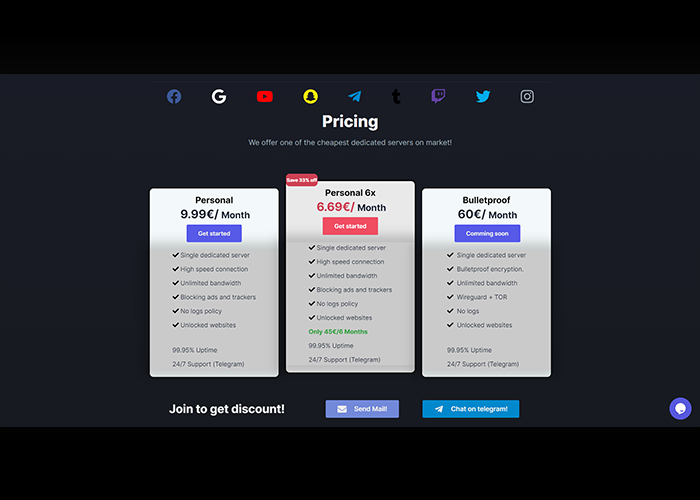 Pricing
We offer one of the cheapest dedicated servers on market!
Personal
9.99€/ Month
Get started
Single dedicated server
High speed connection
Unlimited bandwidth
Blocking ads and trackers
No logs policy
Unlocked websites
99.95% Uptime
24/7 Support (Telegram)
Save 33% off
Personal 6x
6.69€/ Month
Get started
Single dedicated server
High speed connection
Unlimited bandwidth
Blocking ads and trackers
No logs policy
Unlocked websites
Only 45€/6 Months
99.95% Uptime
24/7 Support (Telegram)
Bulletproof
60€/ Month
Comming soon
Single dedicated server
Bulletproof encryption.
Unlimited bandwidth
Wireguard + TOR
No logs
Unlocked websites
99.95% Uptime
24/7 Support (Telegram)
Join to get discount!
Send Mail!
Chat on telegram!